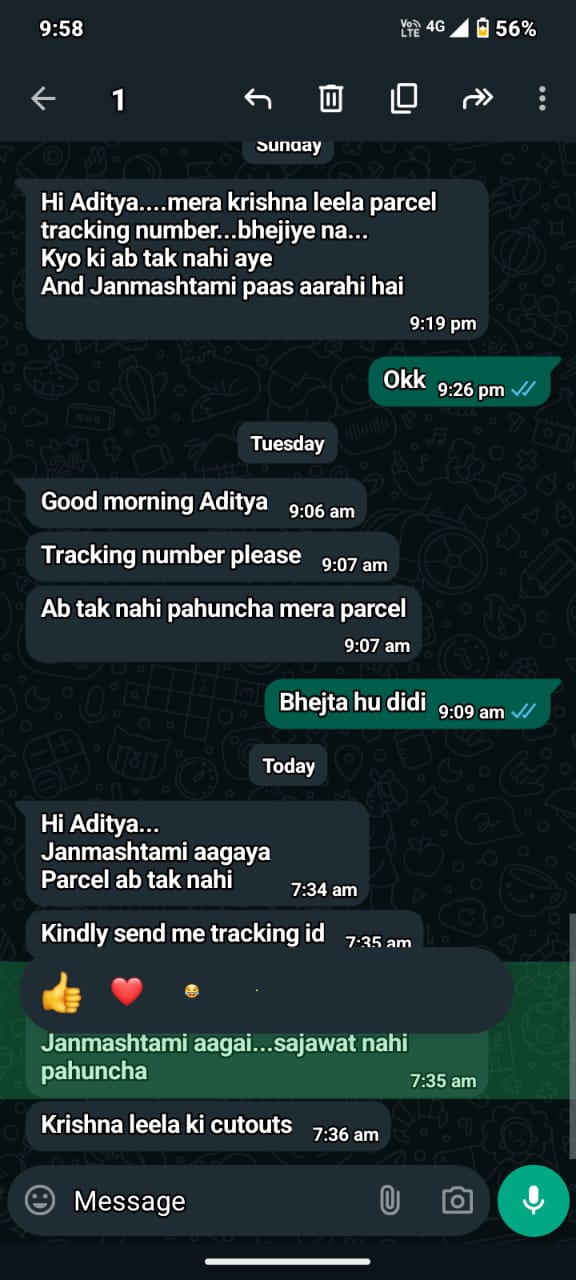 9:58
Vo)) LTE 4G 56%
1
Sunday
Hi Aditya....mera krishna leela parcel
tracking number...bhejiye na...
Kyo ki ab tak nahi aye
And Janmashtami paas aarahi hai
9:19 pm
Okk 9:26 pm
Tuesday
Good morning Aditya 9:06 am
Tracking number please 9:07 am
Ab tak nahi pahuncha mera parcel
9:07 am
Bhejta hu didi 9:09 am
Today
Hi Aditya...
Janmashtami aagaya
Parcel ab tak nahi 7:34 am
Kindly send me tracking id 7:35 am
Janmashtami aagai...sajawat nahi
pahuncha 7:35 am
Krishna leela ki cutouts 7:36 am
Message